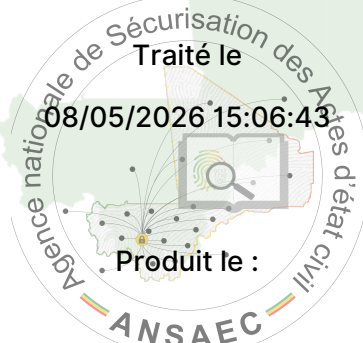 Agence nationale de Sécurisation des Actes d'état civil
Traité le
08/05/2026 15:06:43
Produit le :
ANSAEC